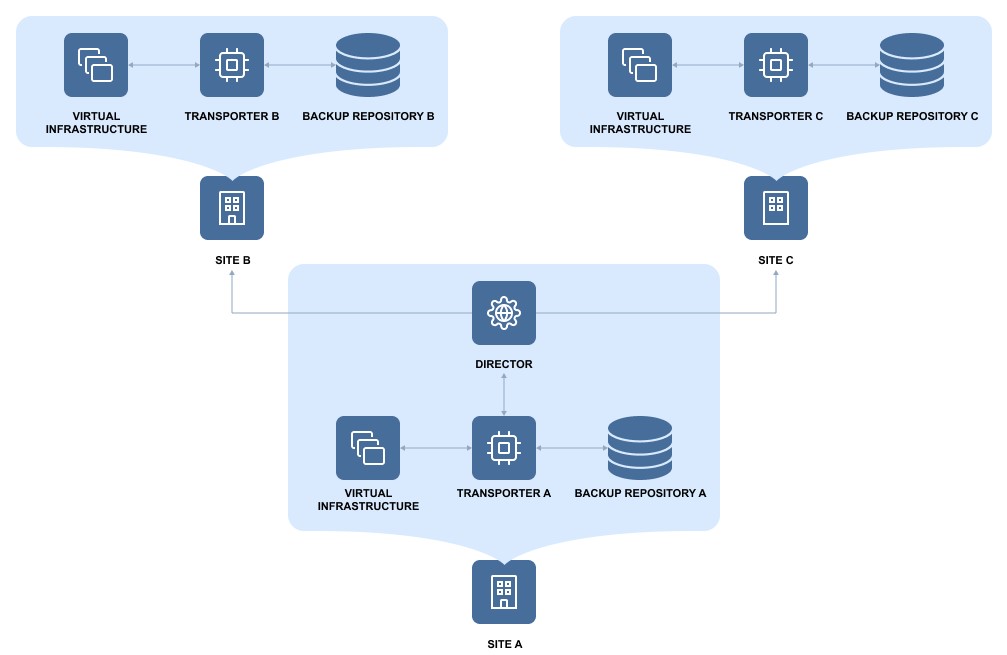 VIRTUAL
INFRASTRUCTURE
TRANSPORTER B
BACKUP REPOSITORY B
VIRTUAL
INFRASTRUCTURE
TRANSPORTER C
BACKUP REPOSITORY C
SITE B
SITE C
DIRECTOR
VIRTUAL
INFRASTRUCTURE
TRANSPORTER A
BACKUP REPOSITORY A
SITE A